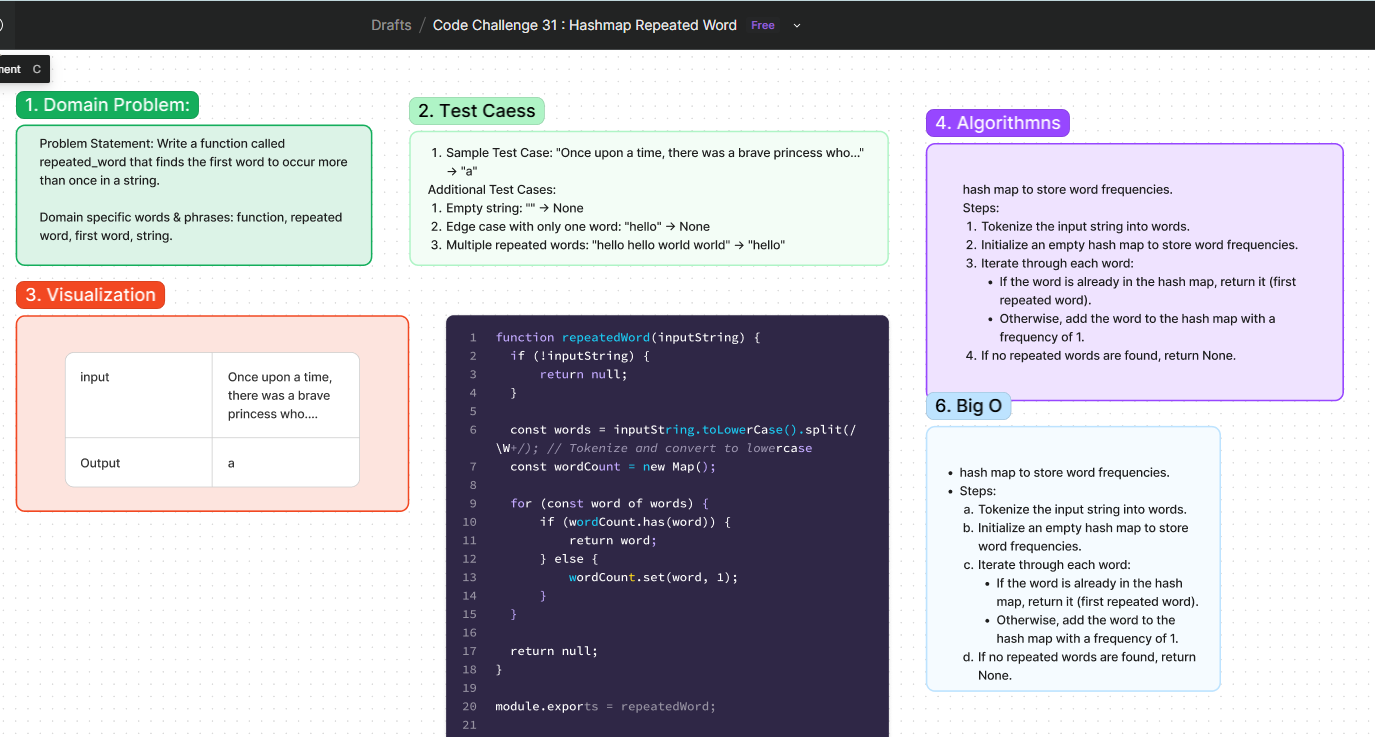 Drafts / Code Challenge 31 : Hashmap Repeated Word Free
ment C
1. Domain Problem:
Problem Statement: Write a function called
repeated_word that finds the first word to occur more
than once in a string.
Domain specific words & phrases: function, repeated
word, first word, string.
2. Test Caess
1. Sample Test Case: "Once upon a time, there was a brave princess who..."
→ "a"
Additional Test Cases:
1. Empty string: "" → None
2. Edge case with only one word: "hello" → None
3. Multiple repeated words: "hello hello world world" → "hello"
3. Visualization
input
Once upon a time,
there was a brave
princess who....
Output
a
1 function repeatedWord(inputString) {
2 if (!inputString) {
3 return null;
4 }
5
6 const words = inputString.toLowerCase().split(/
\W+/); // Tokenize and convert to lowercase
7 const wordCount = new Map();
8
9 for (const word of words) {
10 if (wordCount.has(word)) {
11 return word;
12 } else {
13 wordCount.set(word, 1);
14 }
15 }
16
17 return null;
18 }
19
20 module.exports = repeatedWord;
21
4. Algorithmns
hash map to store word frequencies.
Steps:
1. Tokenize the input string into words.
2. Initialize an empty hash map to store word frequencies.
3. Iterate through each word:
• If the word is already in the hash map, return it (first
repeated word).
• Otherwise, add the word to the hash map with a
frequency of 1.
4. If no repeated words are found, return None.
6. Big O
• hash map to store word frequencies.
• Steps:
a. Tokenize the input string into words.
b. Initialize an empty hash map to store
word frequencies.
c. Iterate through each word:
• If the word is already in the hash
map, return it (first repeated word).
• Otherwise, add the word to the
hash map with a frequency of 1.
d. If no repeated words are found, return
None.